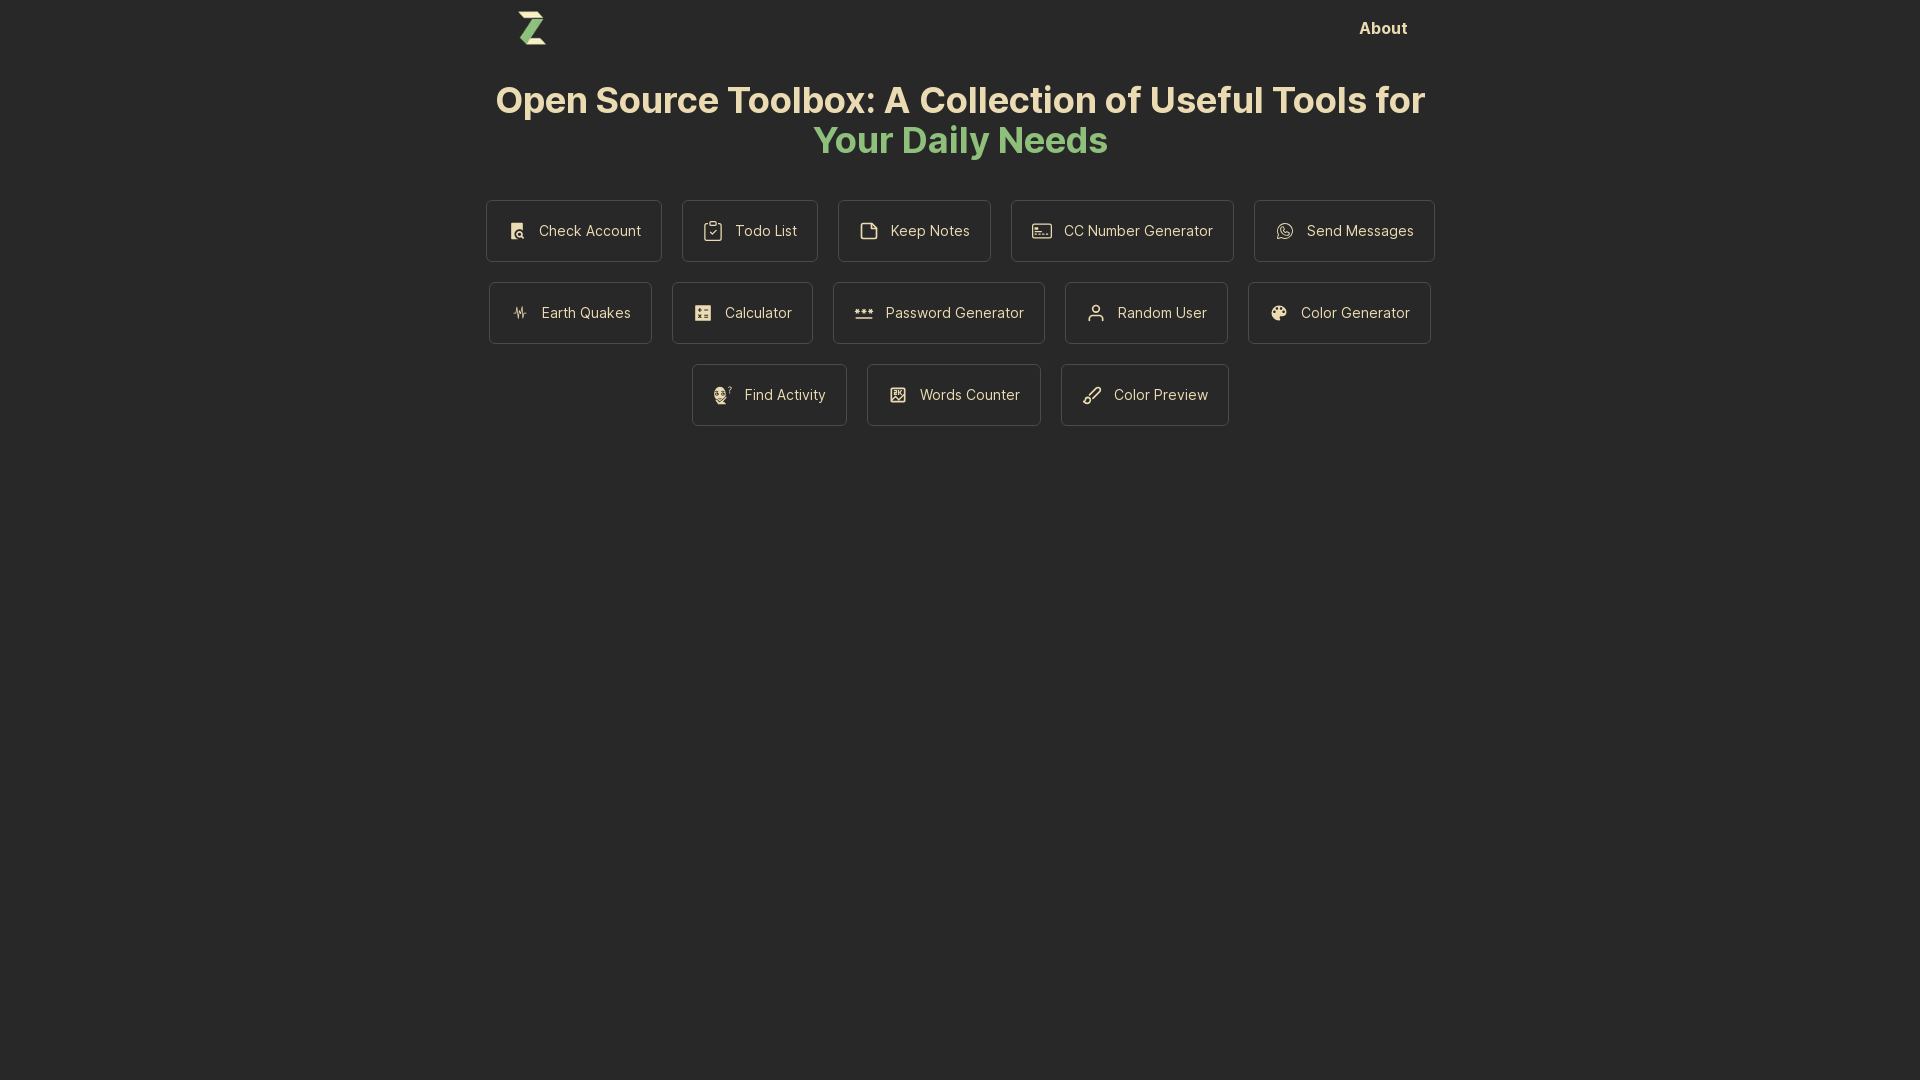 About
Open Source Toolbox: A Collection of Useful Tools for
Your Daily Needs
Check Account
Todo List
Keep Notes
CC Number Generator
Send Messages
Earth Quakes
Calculator
Password Generator
Random User
Color Generator
Find Activity
Words Counter
Color Preview